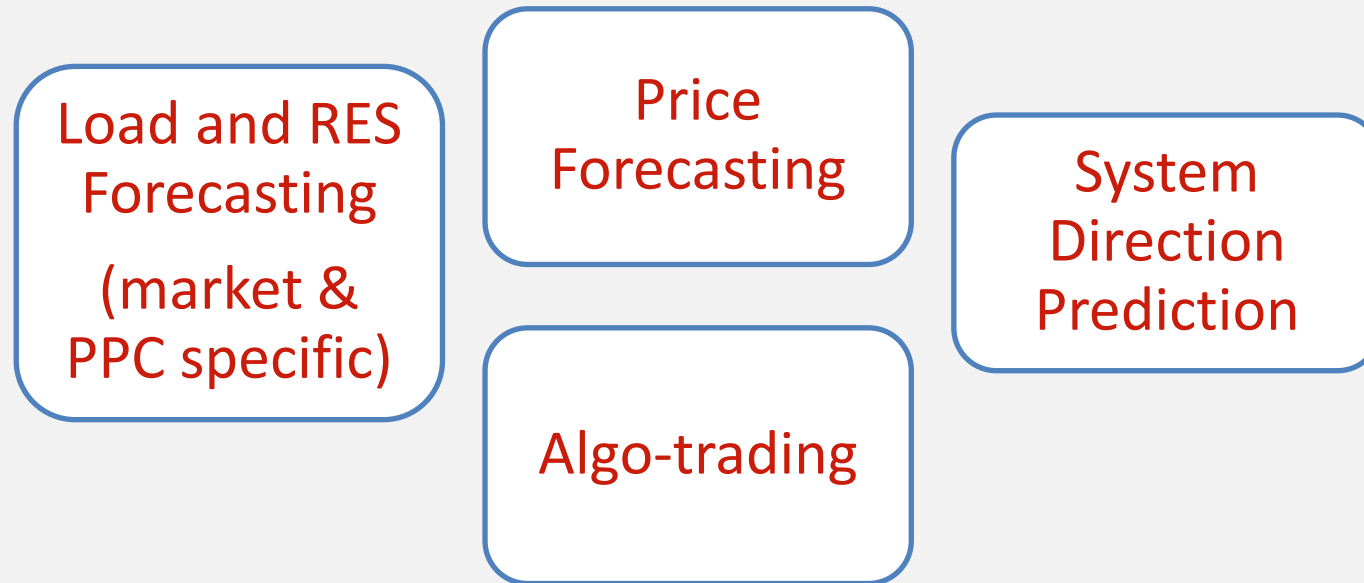 Load and RES
Forecasting
(market &
PPC specific)
Price
Forecasting
Algo-trading
System
Direction
Prediction